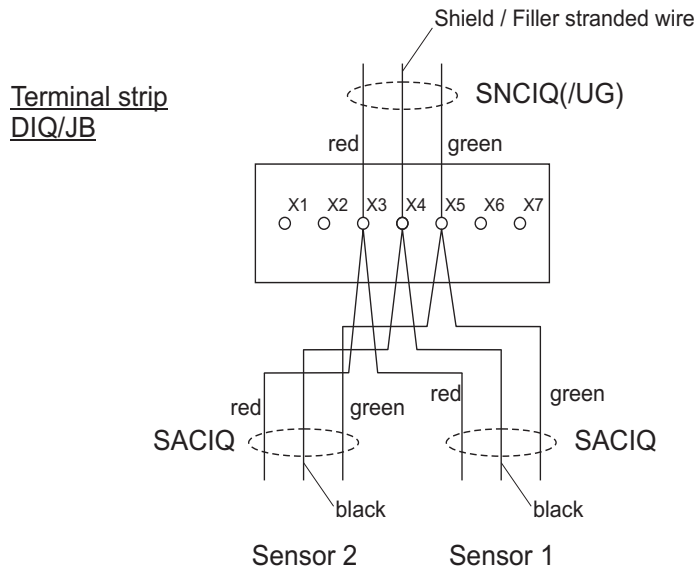 Shield / Filler stranded wire
Terminal strip
DIQ/JB
SNCIQ(/UG)
red green
X1 X2 X3 X4 X5 X6 X7
red green red green
SACIQ SACIQ
black black
Sensor 2 Sensor 1